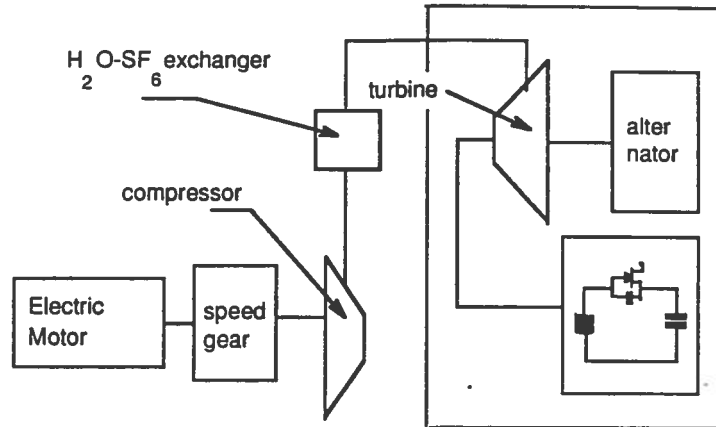 H2O-SF6 exchanger
turbine
alter
nator
compressor
Electric
Motor
speed
gear